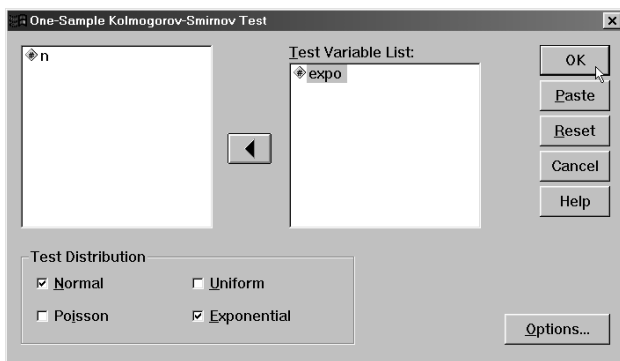 One-Sample Kolmogorov-Smirnov Test
n
Test Variable List:
expo
OK
Paste
Reset
Cancel
Help
Test Distribution
Normal
Uniform
Poisson
Exponential
Options...